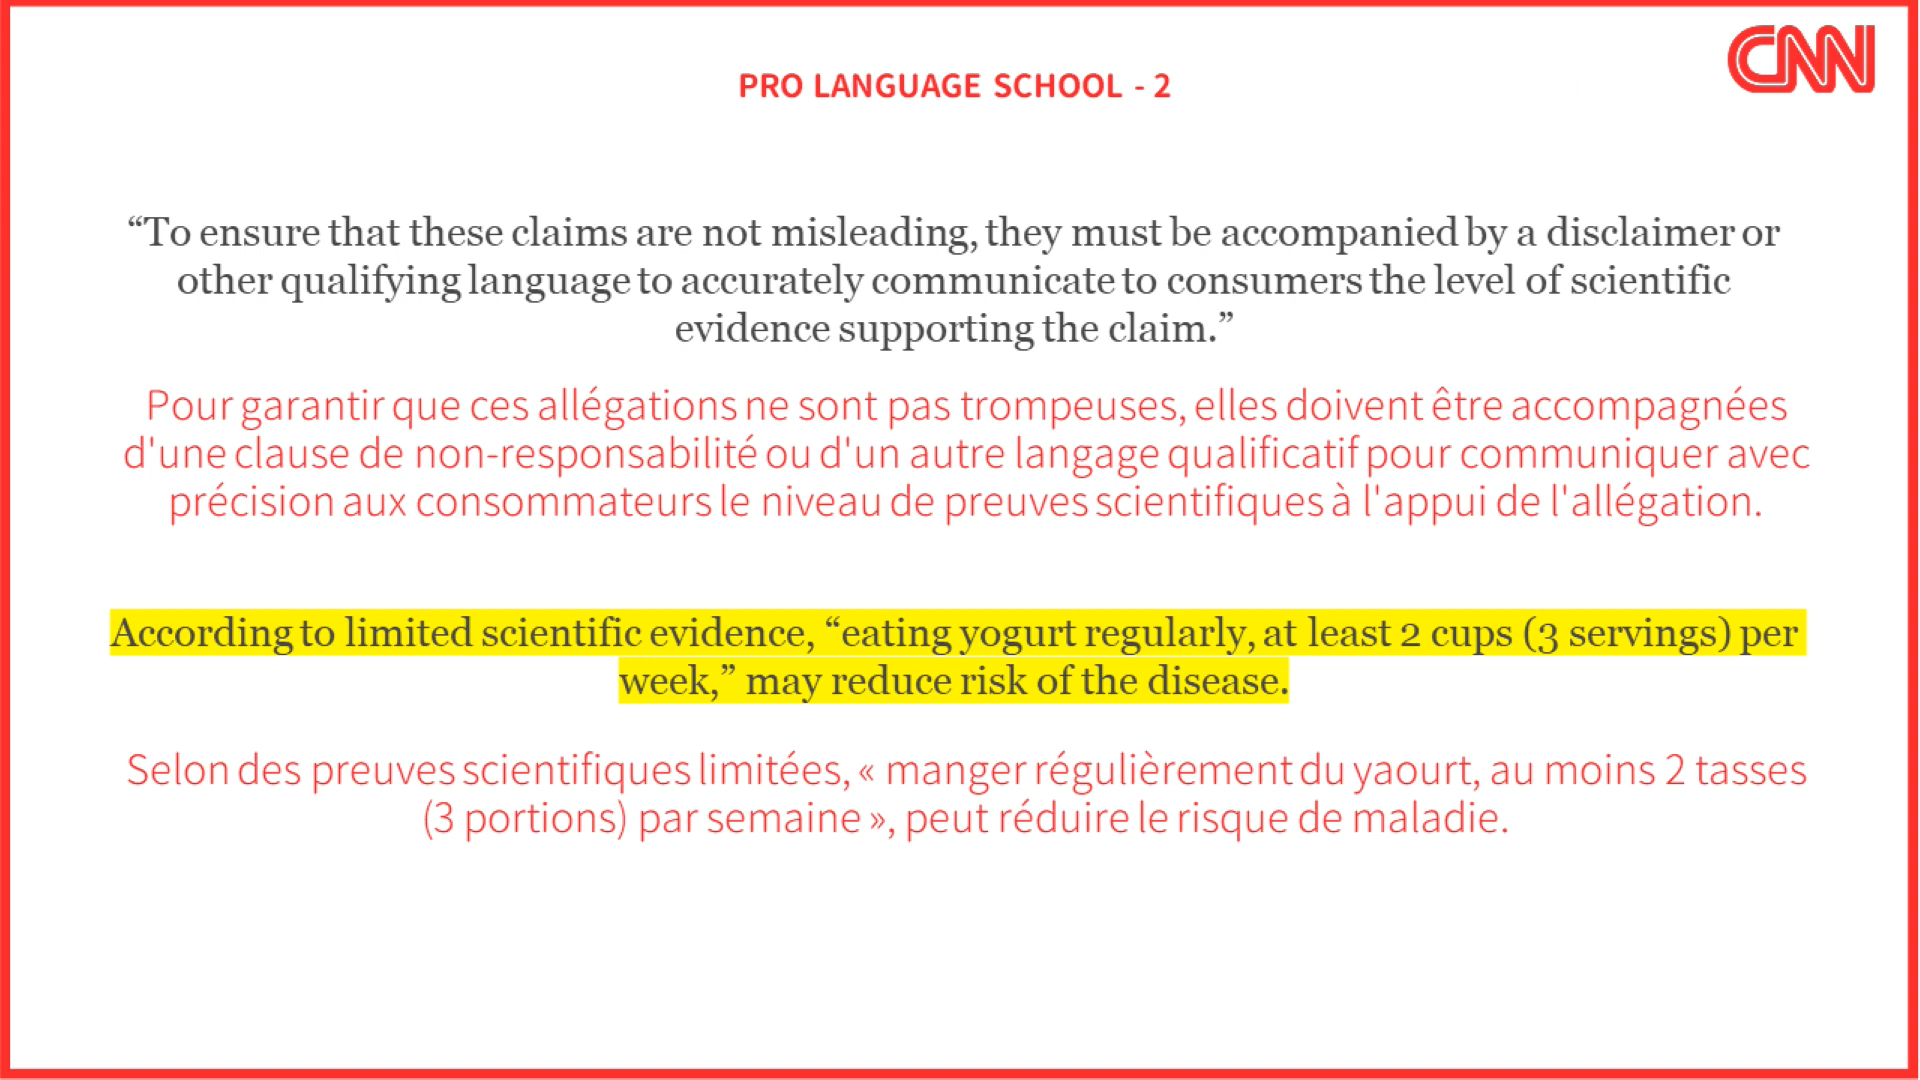 CNN
PRO LANGUAGE SCHOOL - 2
“To ensure that these claims are not misleading, they must be accompanied by a disclaimer or
other qualifying language to accurately communicate to consumers the level of scientific
evidence supporting the claim.”
Pour garantir que ces allégations ne sont pas trompeuses, elles doivent être accompagnées
d'une clause de non-responsabilité ou d'un autre langage qualificatif pour communiquer avec
précision aux consommateurs le niveau de preuves scientifiques à l'appui de l'allégation.
According to limited scientific evidence, “eating yogurt regularly, at least 2 cups (3 servings) per
week,” may reduce risk of the disease.
Selon des preuves scientifiques limitées, « manger régulièrement du yaourt, au moins 2 tasses
(3 portions) par semaine », peut réduire le risque de maladie.